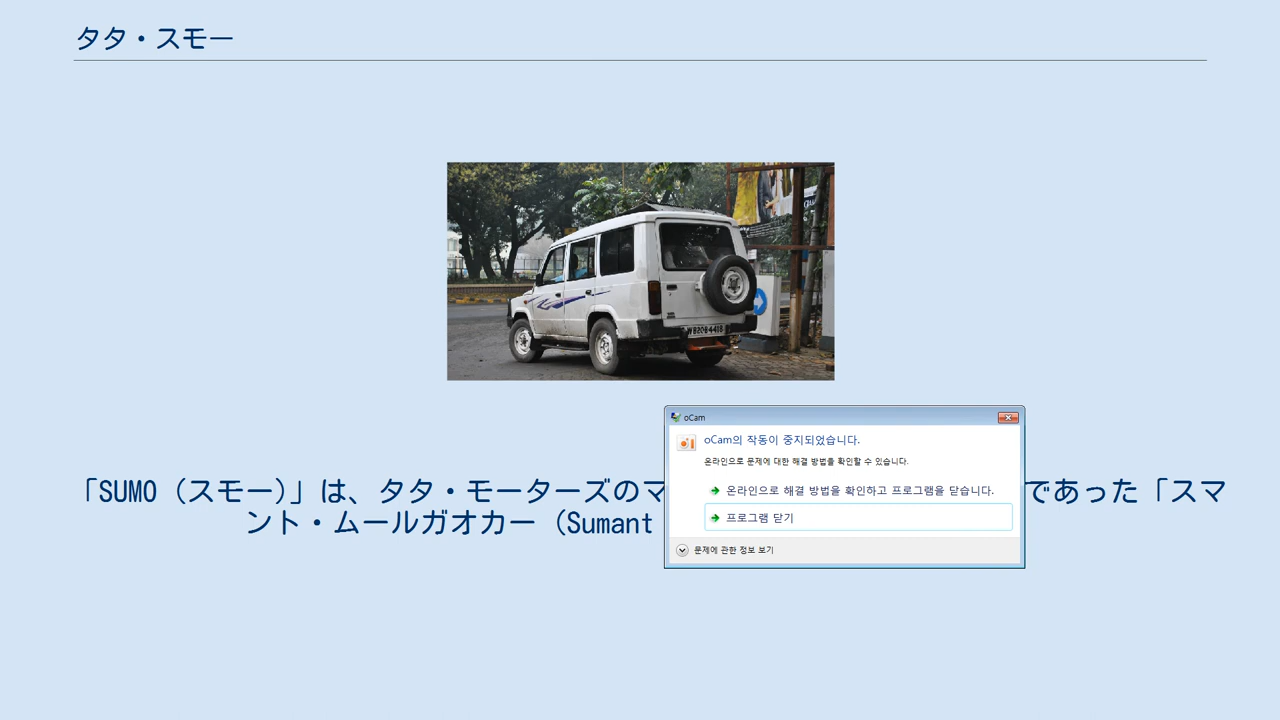 タタ・スモー
WB20B4418
「SUMO（スモー）」は、タタ・モーターズのマ
であった「スマ
ント・ムールガオカー（Sumant
oCam
oCam의 작동이 중지되었습니다.
온라인으로 문제에 대한 해결 방법을 확인할 수 있습니다.
온라인으로 해결 방법을 확인하고 프로그램을 닫습니다.
프로그램 닫기
문제에 관한 정보 보기